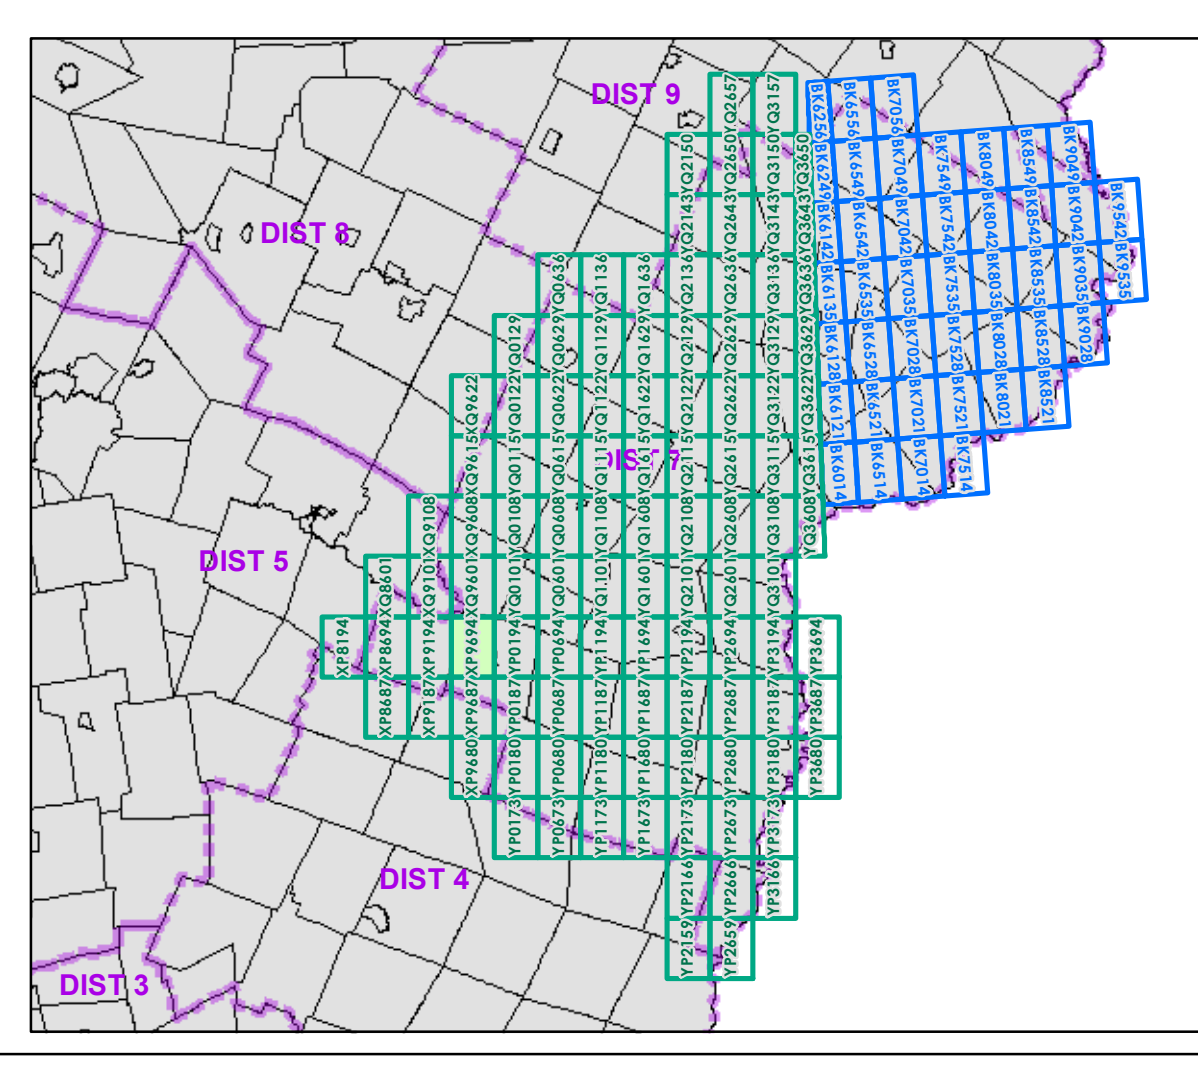 DIST 9
DIST 8
DIST 7
DIST 5
DIST 4
DIST 3
YQ2657 YQ3157
YQ2150 YQ2650 YQ3150 YQ3650
YQ2143 YQ2643 YQ3143 YQ3643
YQ0636 YQ1136 YQ1636 YQ2136 YQ2636 YQ3136 YQ3636
YQ0129 YQ0629 YQ1129 YQ1629 YQ2129 YQ2629 YQ3129 YQ3629
XQ9622 YQ0122 YQ0622 YQ1122 YQ1622 YQ2122 YQ2622 YQ3122 YQ3622
XQ9615 YQ0115 YQ0615 YQ1115 YQ1615 YQ2115 YQ2615 YQ3115 YQ3615
XQ9108 XQ9608 YQ0108 YQ0608 YQ1108 YQ1608 YQ2108 YQ2608 YQ3108 YQ3608
XQ8601 XQ9101 XQ9601 YQ0101 YQ0601 YQ1101 YQ1601 YQ2101 YQ2601 YQ3101
XP8194 XP8694 XP9194 XP9694 YP0194 YP0694 YP1194 YP1694 YP2194 YP2694 YP3194 YP3694
XP8687 XP9187 XP9687 YP0187 YP0687 YP1187 YP1687 YP2187 YP2687 YP3187 YP3687
XP9680 YP0180 YP0680 YP1180 YP1680 YP2180 YP2680 YP3180 YP3680
YP0173 YP0673 YP1173 YP1673 YP2173 YP2673 YP3173
YP2166 YP2666 YP3166
YP2159 YP2659
BK6256 BK6556 BK7056
BK6249 BK6549 BK7049 BK7549 BK8049 BK8549 BK9049
BK6142 BK6542 BK7042 BK7542 BK8042 BK8542 BK9042 BK9542
BK6135 BK6535 BK7035 BK7535 BK8035 BK8535 BK9035 BK9535
BK6128 BK6528 BK7028 BK7528 BK8028 BK8528 BK9028
BK6121 BK6521 BK7021 BK7521 BK8021 BK8521
BK6014 BK6514 BK7014 BK7514